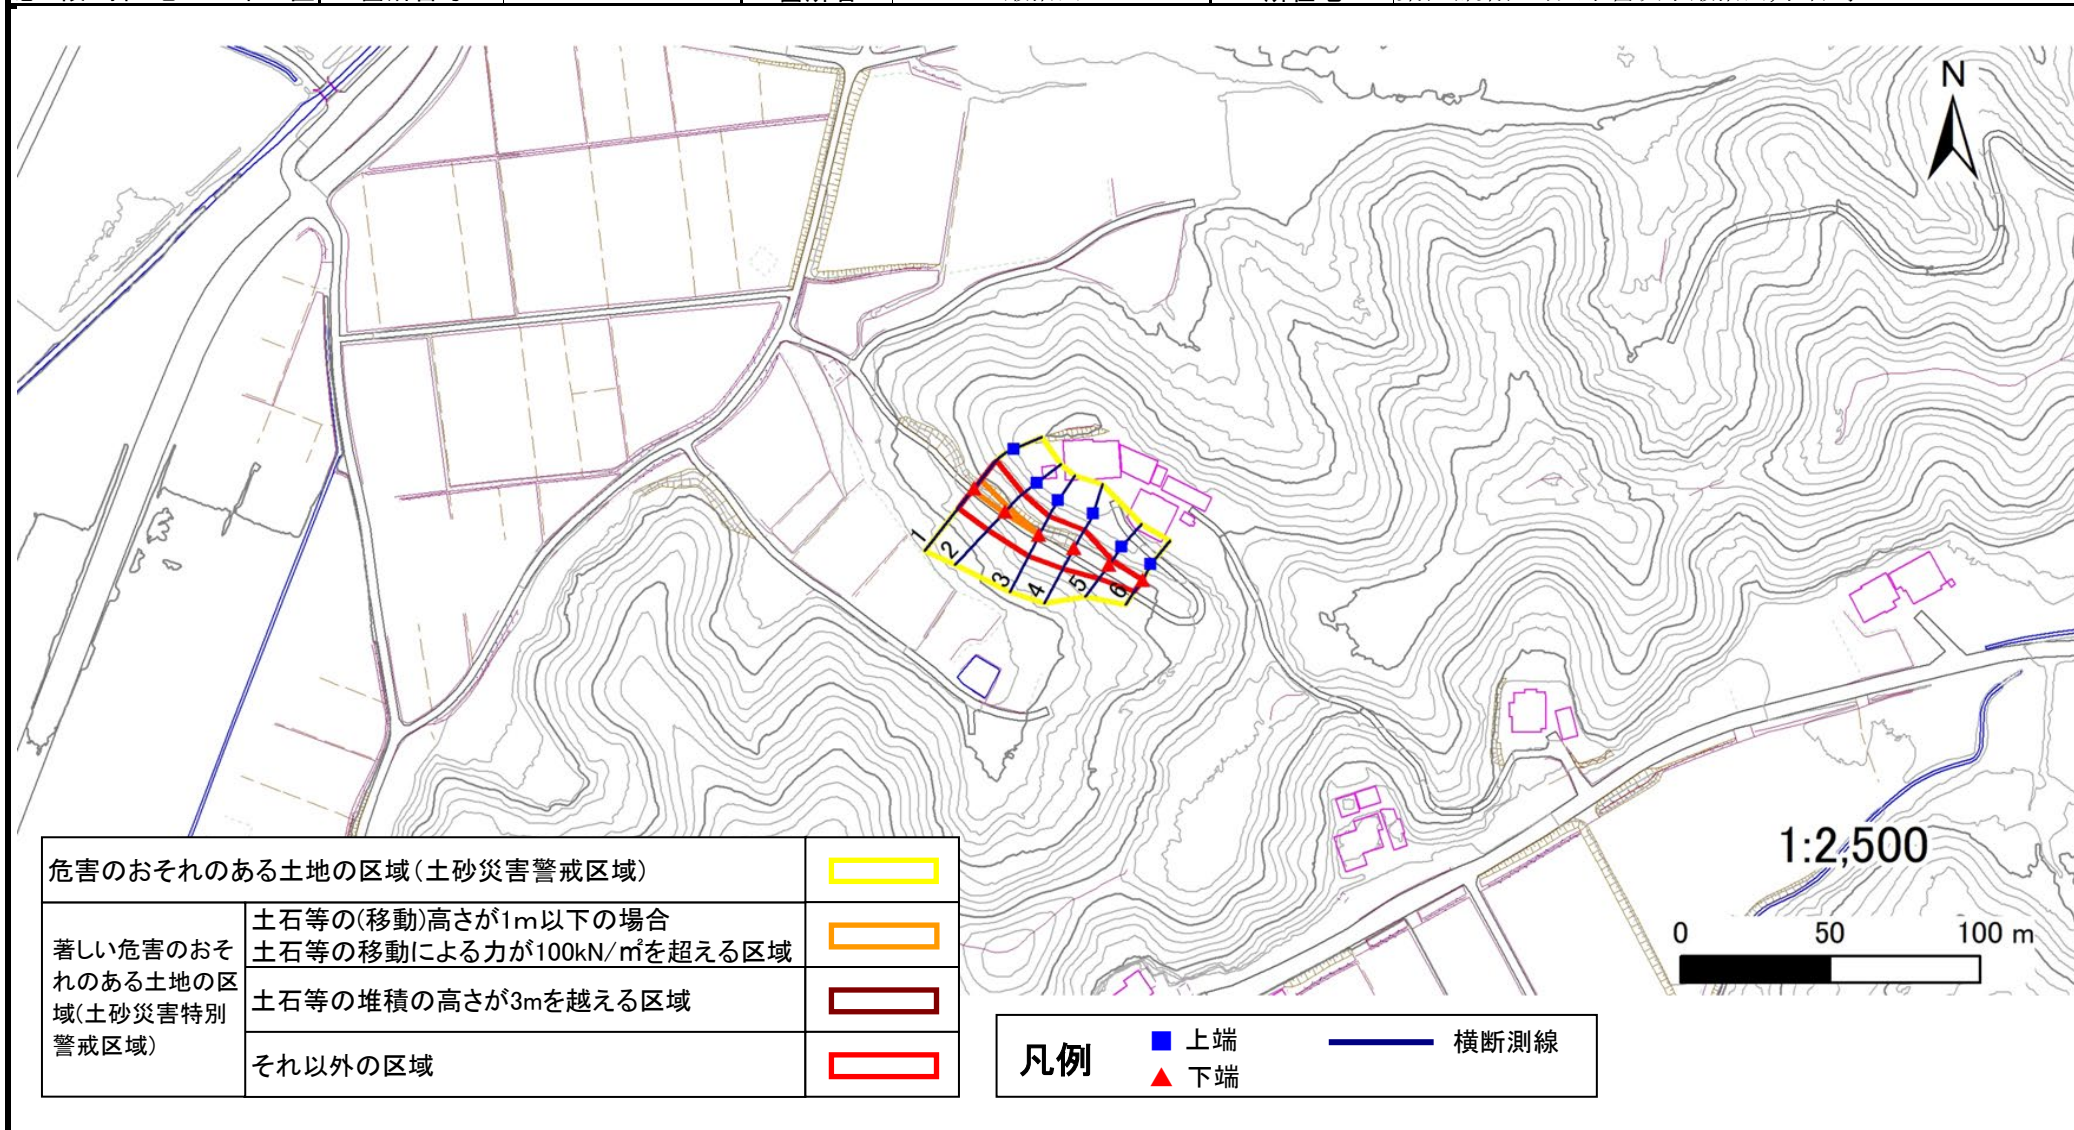 N
1
2
3
4
5
6
1:2,500
0 50 100 m
危害のおそれのある土地の区域(土砂災害警戒区域)
著しい危害のおそ
れのある土地の区
域(土砂災害特別
警戒区域)
土石等の(移動)高さが1m以下の場合
土石等の移動による力が100kN/㎡を超える区域
土石等の堆積の高さが3mを越える区域
それ以外の区域
凡例
上端
下端
横断測線